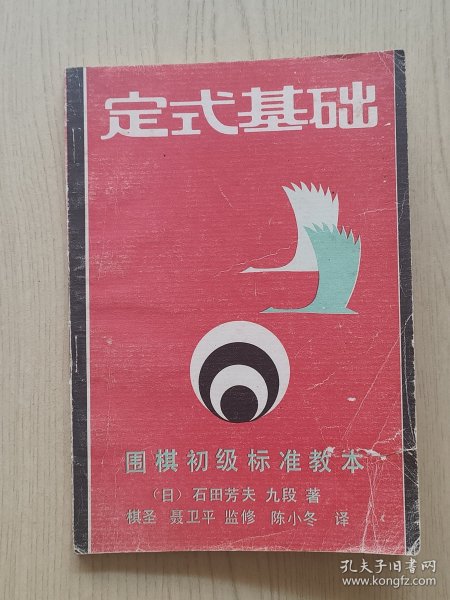 定式基础
围棋初级标准教本
（日）石田芳夫 九段 著
棋圣 聂卫平 监修 陈小冬 译
孔夫子旧书网
www.kongfz.com